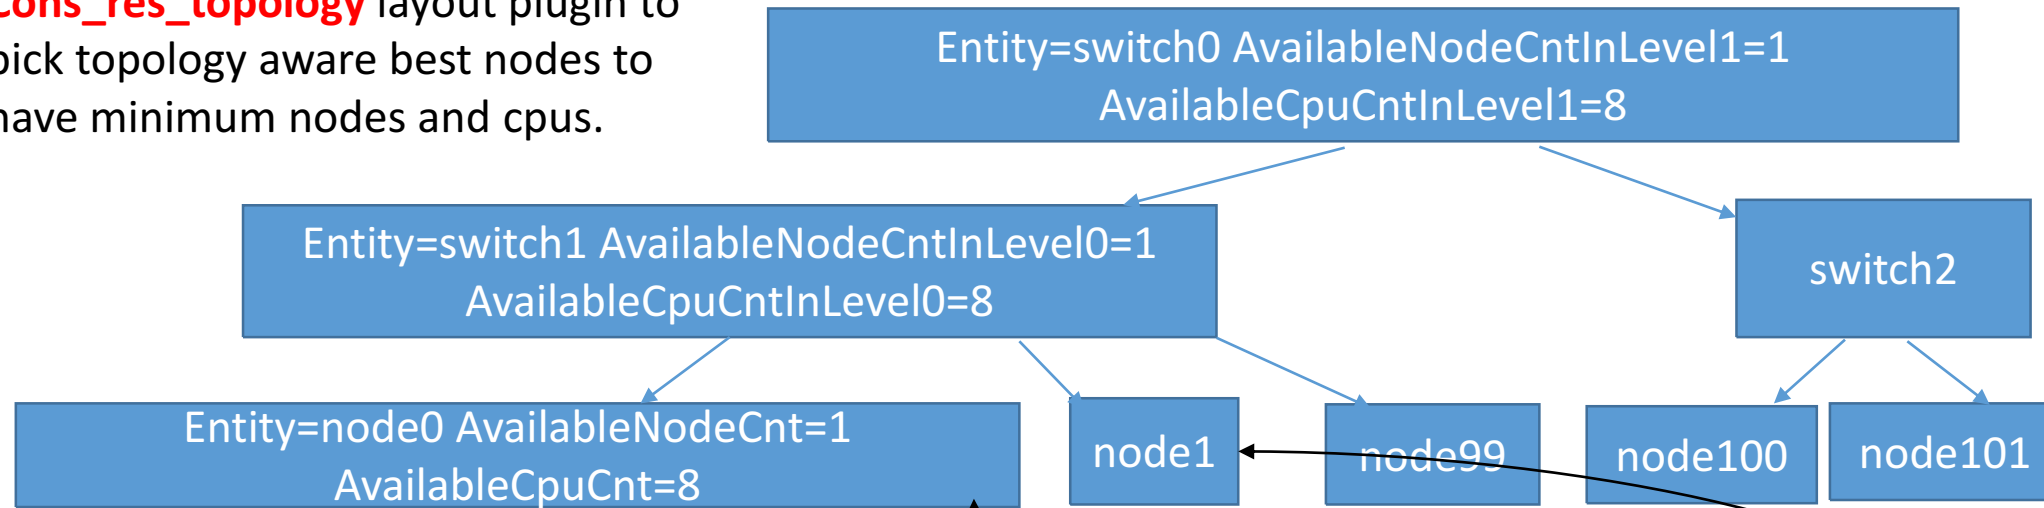 Cons_res_topology layout plugin to
pick topology aware best nodes to
have minimum nodes and cpus.
Entity=switch0 AvailableNodeCntInLevel1=1
AvailableCpuCntInLevel1=8
Entity=switch1 AvailableNodeCntInLevel0=1
AvailableCpuCntInLevel0=8
switch2
Entity=node0 AvailableNodeCnt=1
AvailableCpuCnt=8
node1
node99
node100
node101